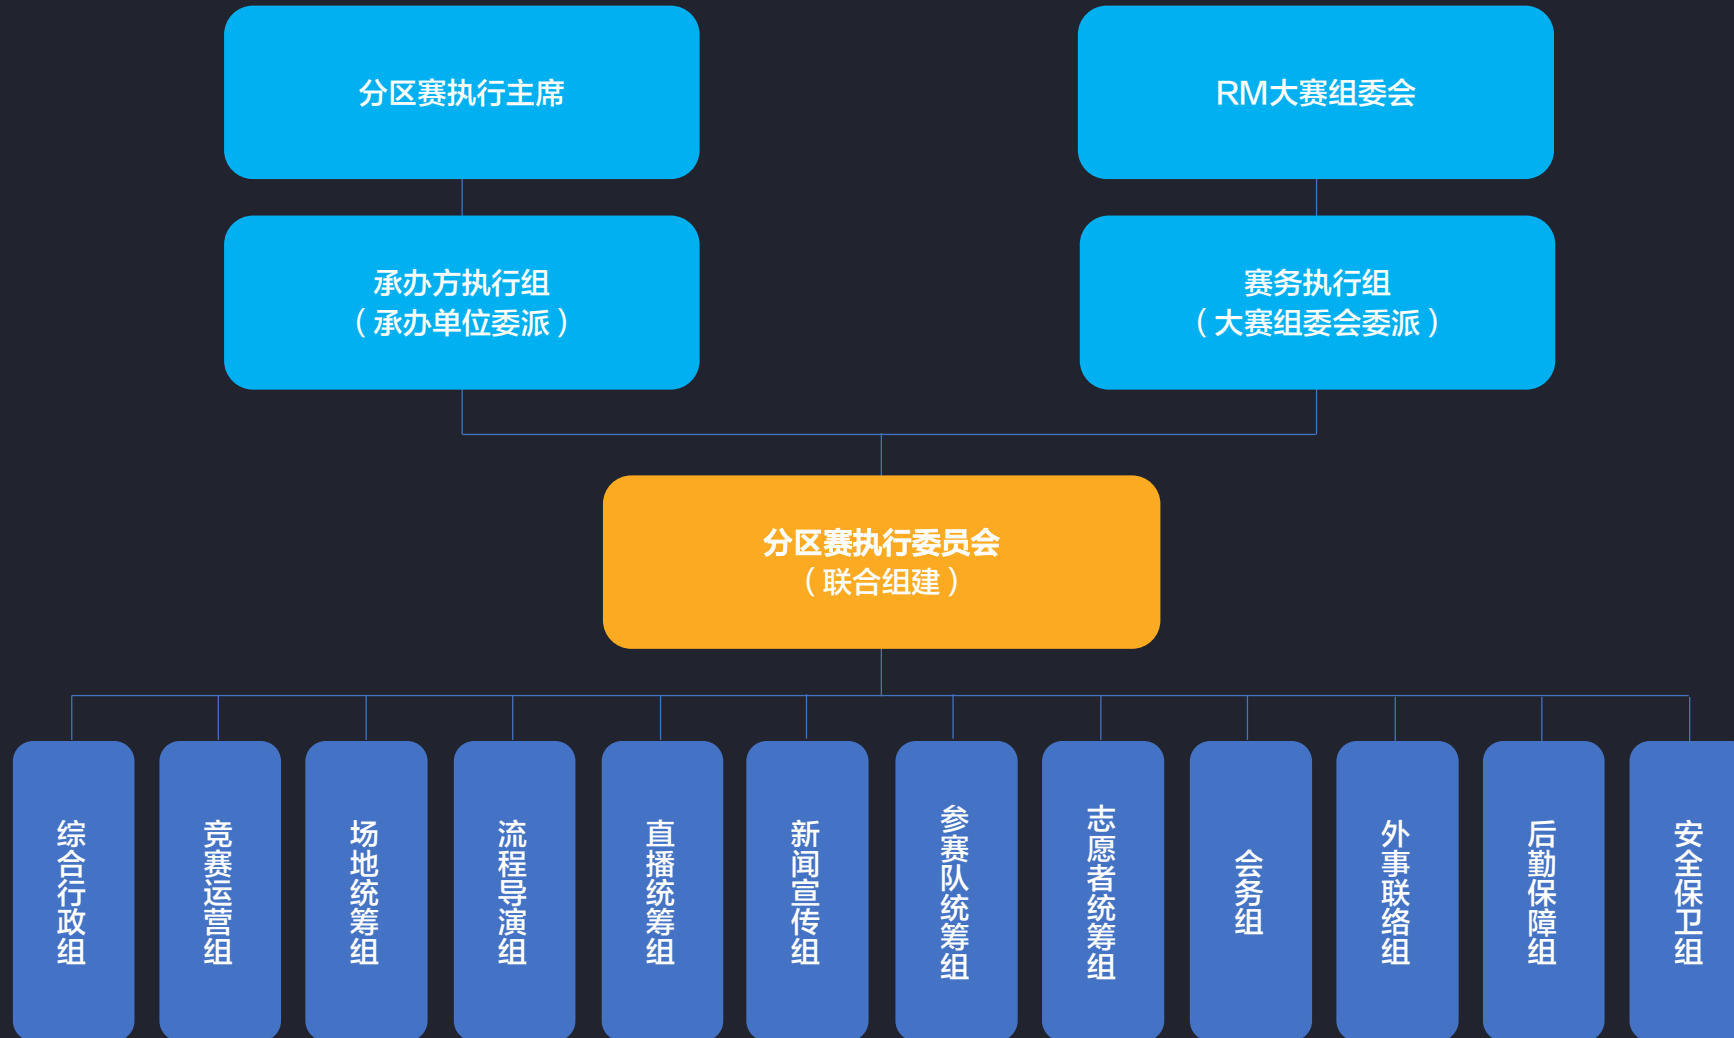 分区赛执行主席
RM大赛组委会
承办方执行组
（承办单位委派）
赛务执行组
（大赛组委会委派）
分区赛执行委员会
（联合组建）
综合行政组
竞赛运营组
场地统筹组
流程导演组
直播统筹组
新闻宣传组
参赛队统筹组
志愿者统筹组
会务组
外事联络组
后勤保障组
安全保卫组